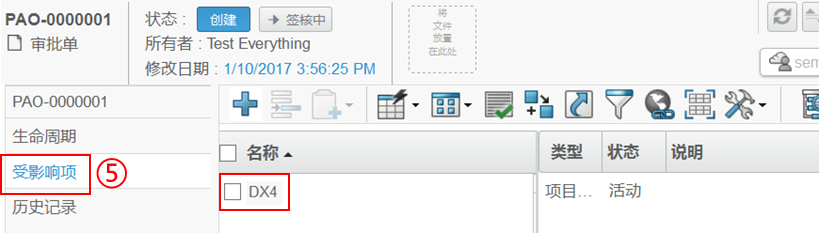 PAO-0000001
审批单
状态 : 创建 签核中
所有者 : Test Everything
修改日期 : 1/10/2017 3:56:25 PM
将
文件
放置
在此处
sem
PAO-0000001
生命周期
受影响项 ⑤
历史记录
名称 类型 状态 说明
DX4 项目... 活动